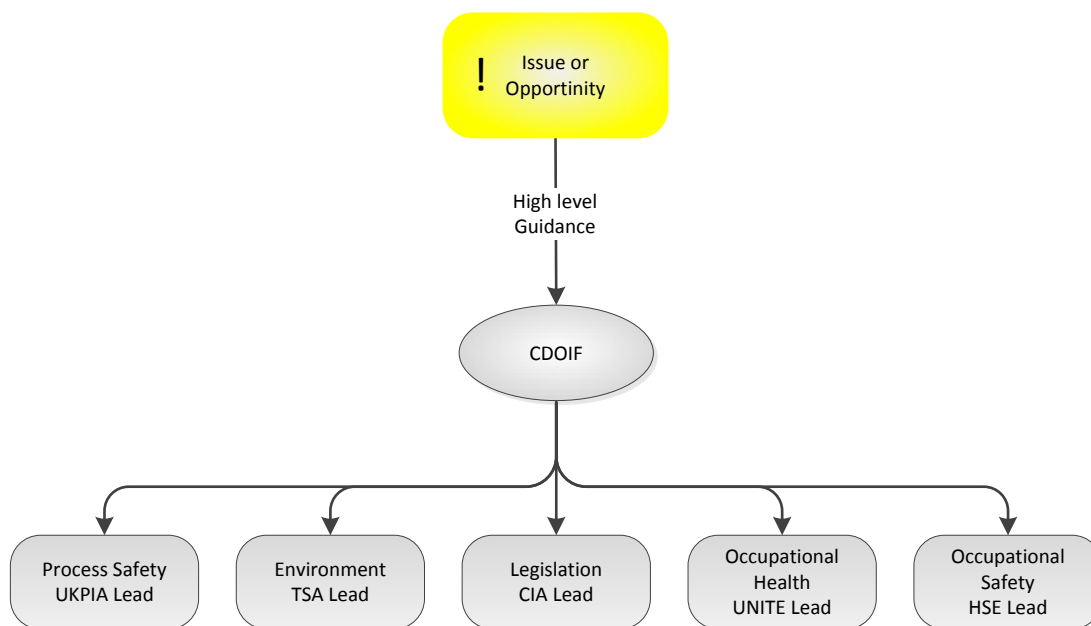 !
Issue or
Opportinity
High level
Guidance
CDOIF
Process Safety
UKPIA Lead
Environment
TSA Lead
Legislation
CIA Lead
Occupational
Health
UNITE Lead
Occupational
Safety
HSE Lead